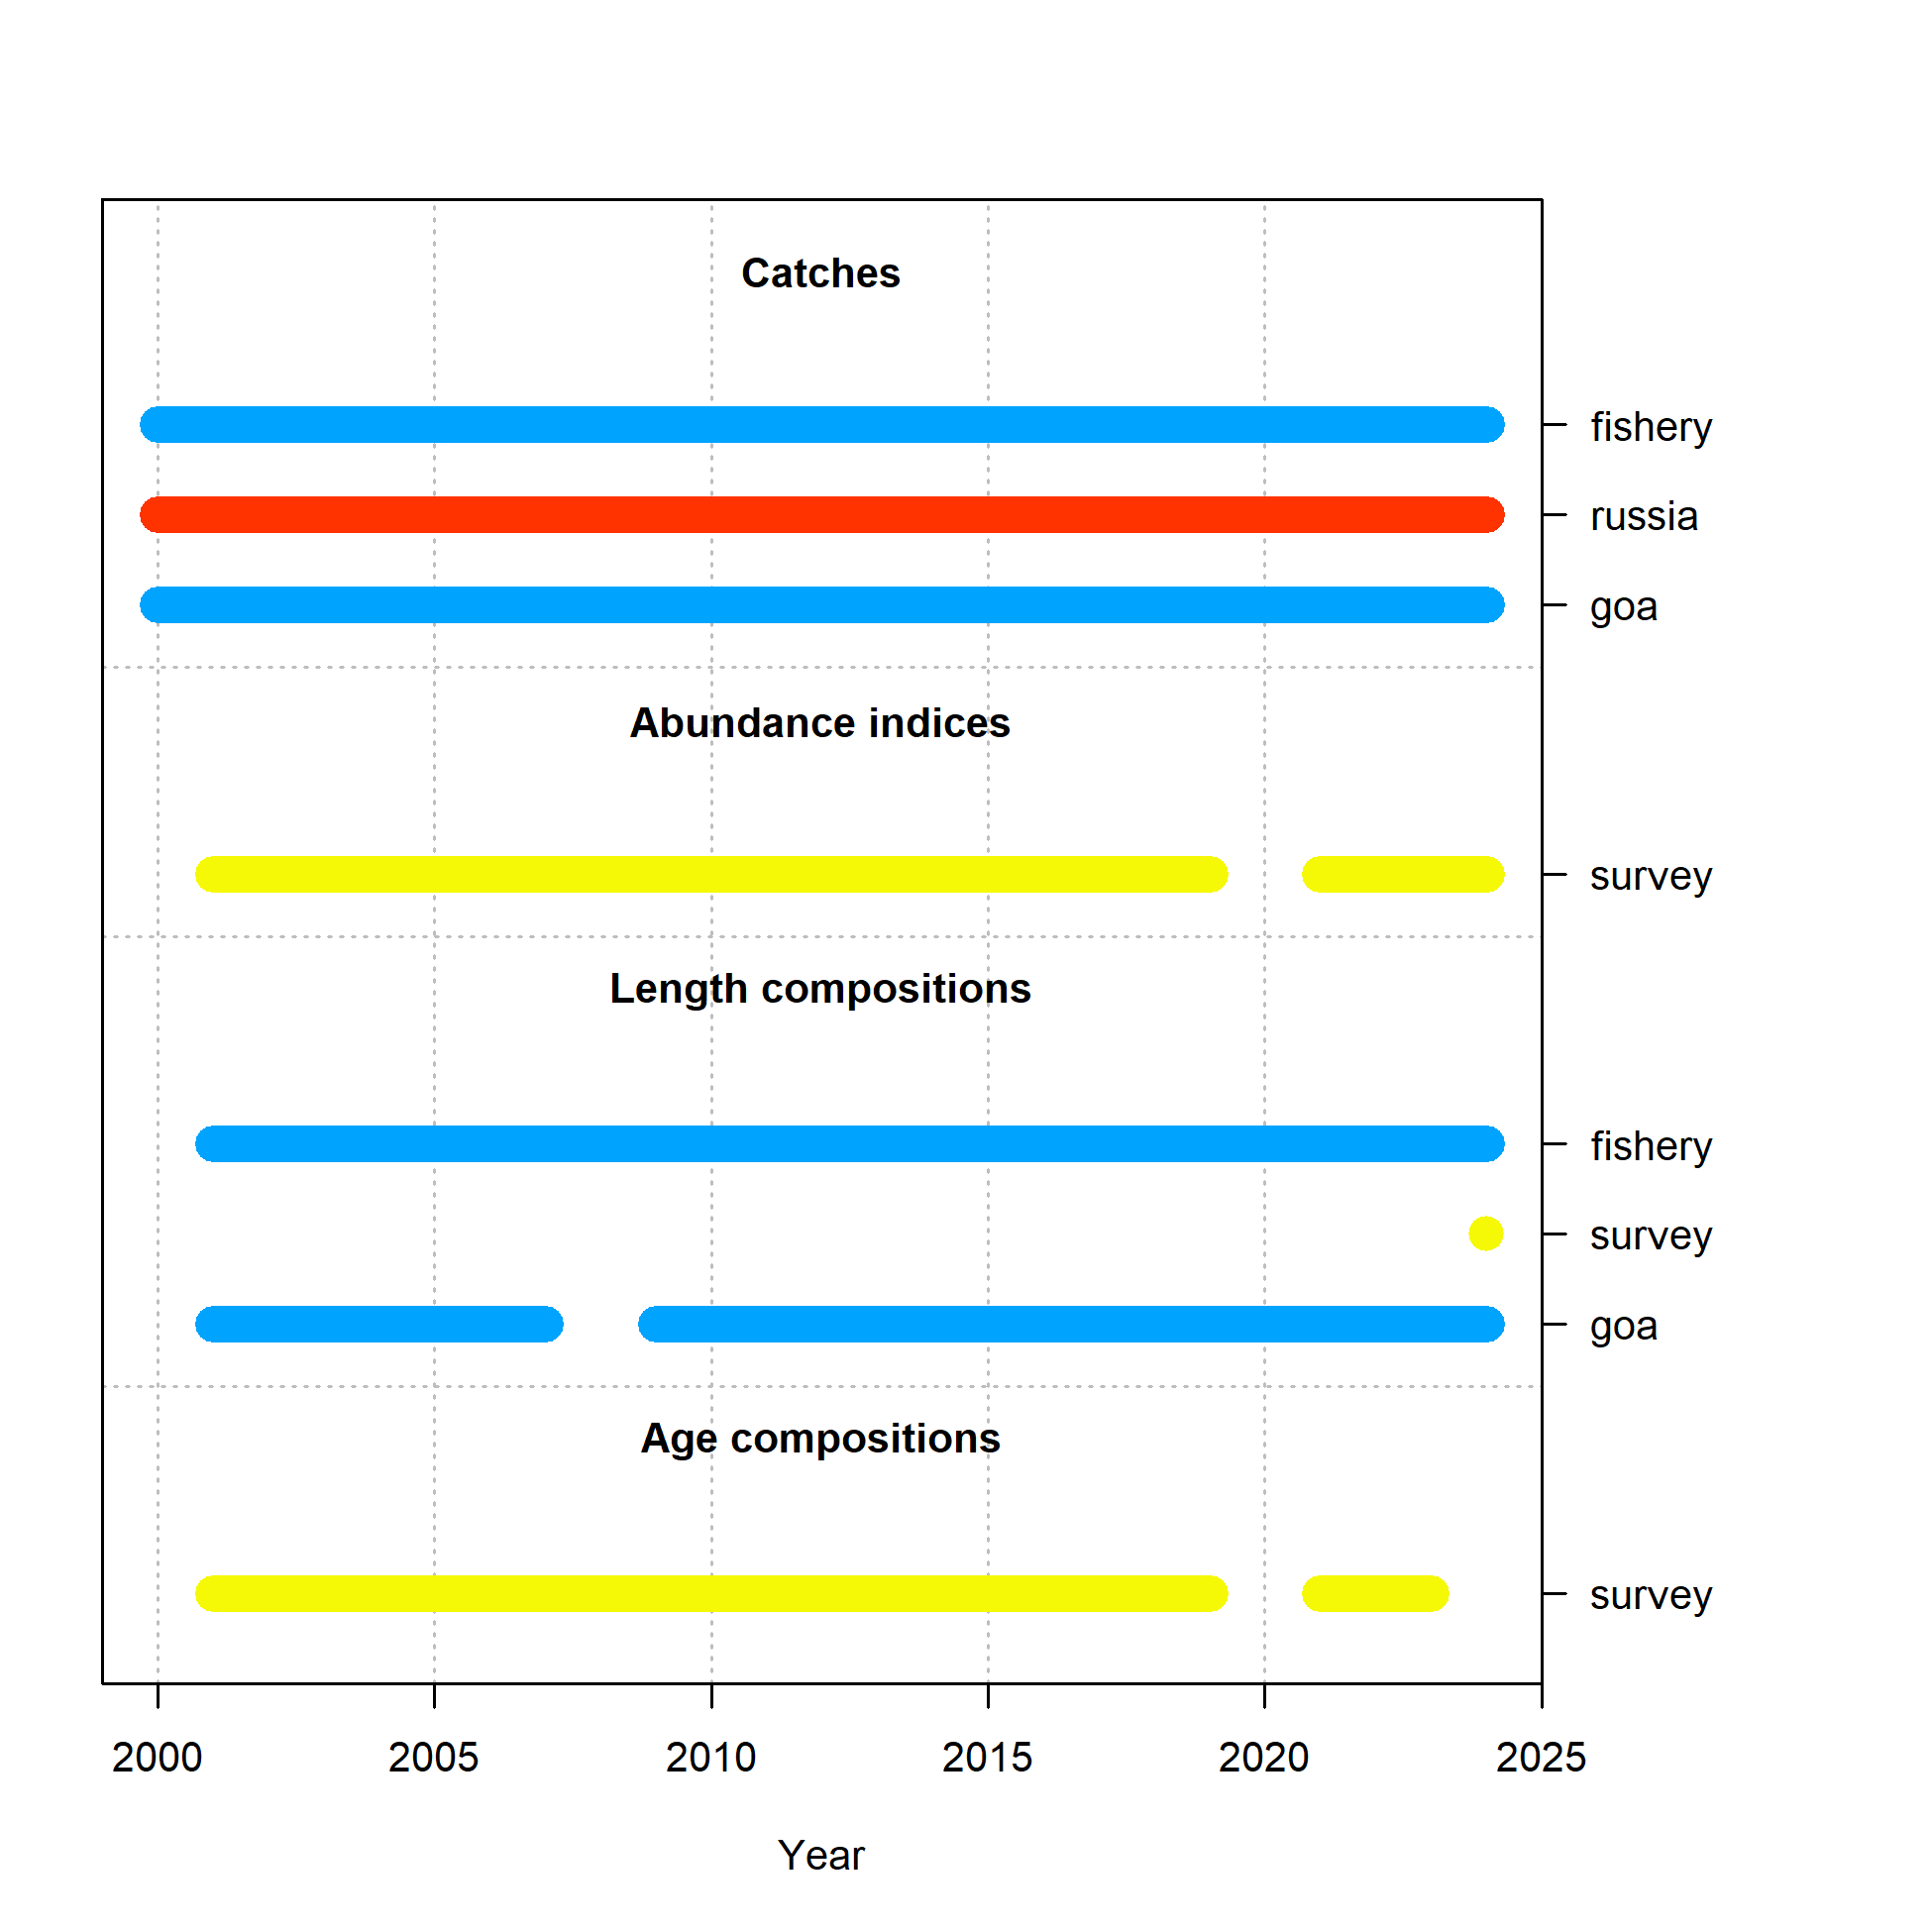 Catches
fishery
russia
goa
Abundance indices
survey
Length compositions
fishery
survey
goa
Age compositions
survey
2000 2005 2010 2015 2020 2025
Year